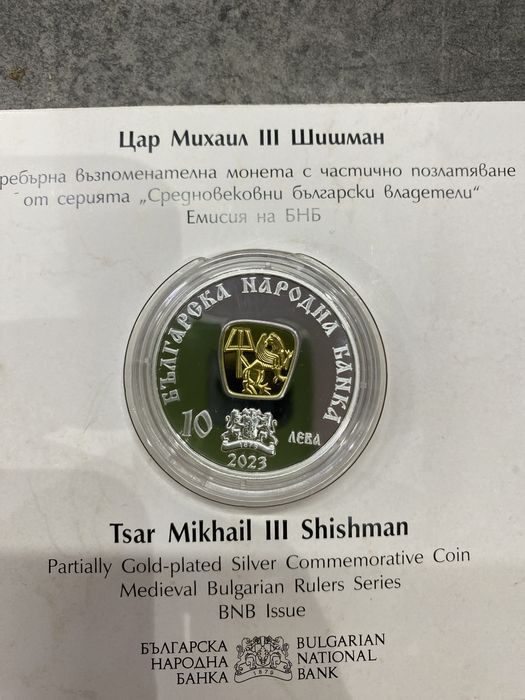 Цар Михаил III Шишман
ребърна възпоменателна монета с частично позлатяване
от серията „Средновековни български владетели“
Емисия на БНБ
БЪЛГАРСКА НАРОДНА БАНКА
10 ЛЕВА
1879
2023
Tsar Mikhail III Shishman
Partially Gold-plated Silver Commemorative Coin
Medieval Bulgarian Rulers Series
BNB Issue
БЪЛГАРСКА
НАРОДНА
БАНКА
1879
BULGARIAN
NATIONAL
BANK